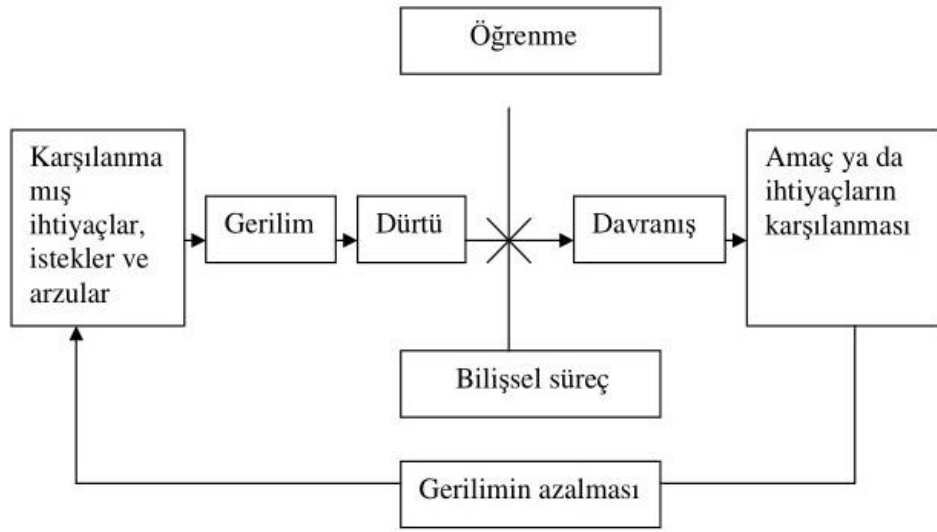 Öğrenme
Karşılanma
mış
ihtiyaçlar,
istekler ve
arzular
Gerilim
Dürtü
Davranış
Amaç ya da
ihtiyaçların
karşılanması
Bilişsel süreç
Gerilimin azalması